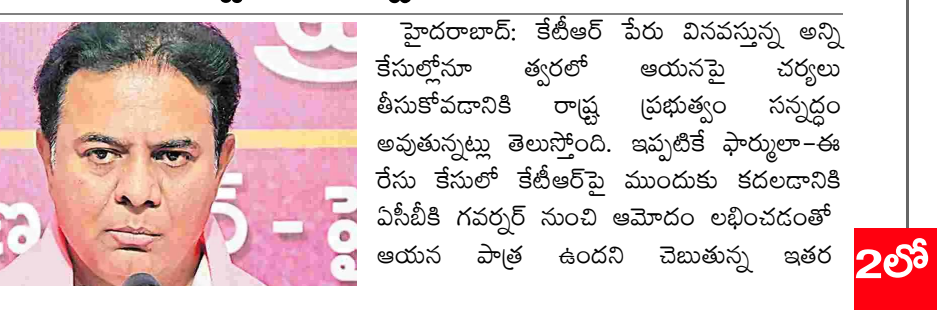 హైదరాబాద్: కేటీఆర్ పేరు వినవస్తున్న అన్ని
కేసుల్లోనూ త్వరలో ఆయనపై చర్యలు
తీసుకోవడానికి రాష్ట్ర ప్రభుత్వం సన్నద్ధం
అవుతున్నట్లు తెలుస్తోంది. ఇప్పటికే ఫార్ములా-ఈ
రేసు కేసులో కేటీఆర్‌పై ముందుకు కదలడానికి
ఏసీబీకి గవర్నర్ నుంచి ఆమోదం లభించడంతో
ఆయన పాత్ర ఉందని చెబుతున్న ఇతర
2లో